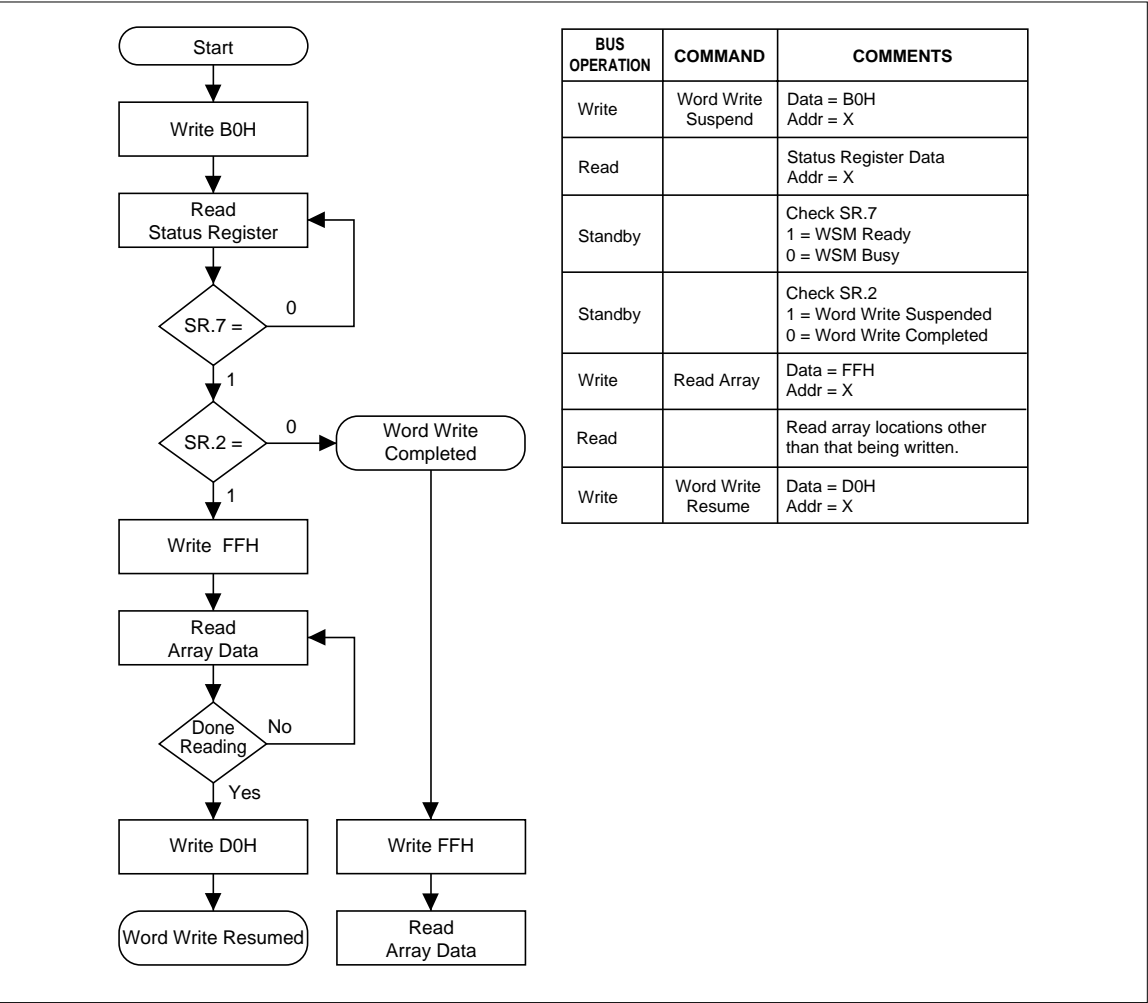 Start
Write B0H
Read
Status Register
SR.7 =
0
1
SR.2 =
0
Word Write
Completed
1
Write FFH
Read
Array Data
Done
Reading
No
Yes
Write D0H
Write FFH
Word Write Resumed
Read
Array Data
BUS
OPERATION
COMMAND
COMMENTS
Write
Word Write
Suspend
Data = B0H
Addr = X
Read
Status Register Data
Addr = X
Standby
Check SR.7
1 = WSM Ready
0 = WSM Busy
Standby
Check SR.2
1 = Word Write Suspended
0 = Word Write Completed
Write
Read Array
Data = FFH
Addr = X
Read
Read array locations other
than that being written.
Write
Word Write
Resume
Data = D0H
Addr = X